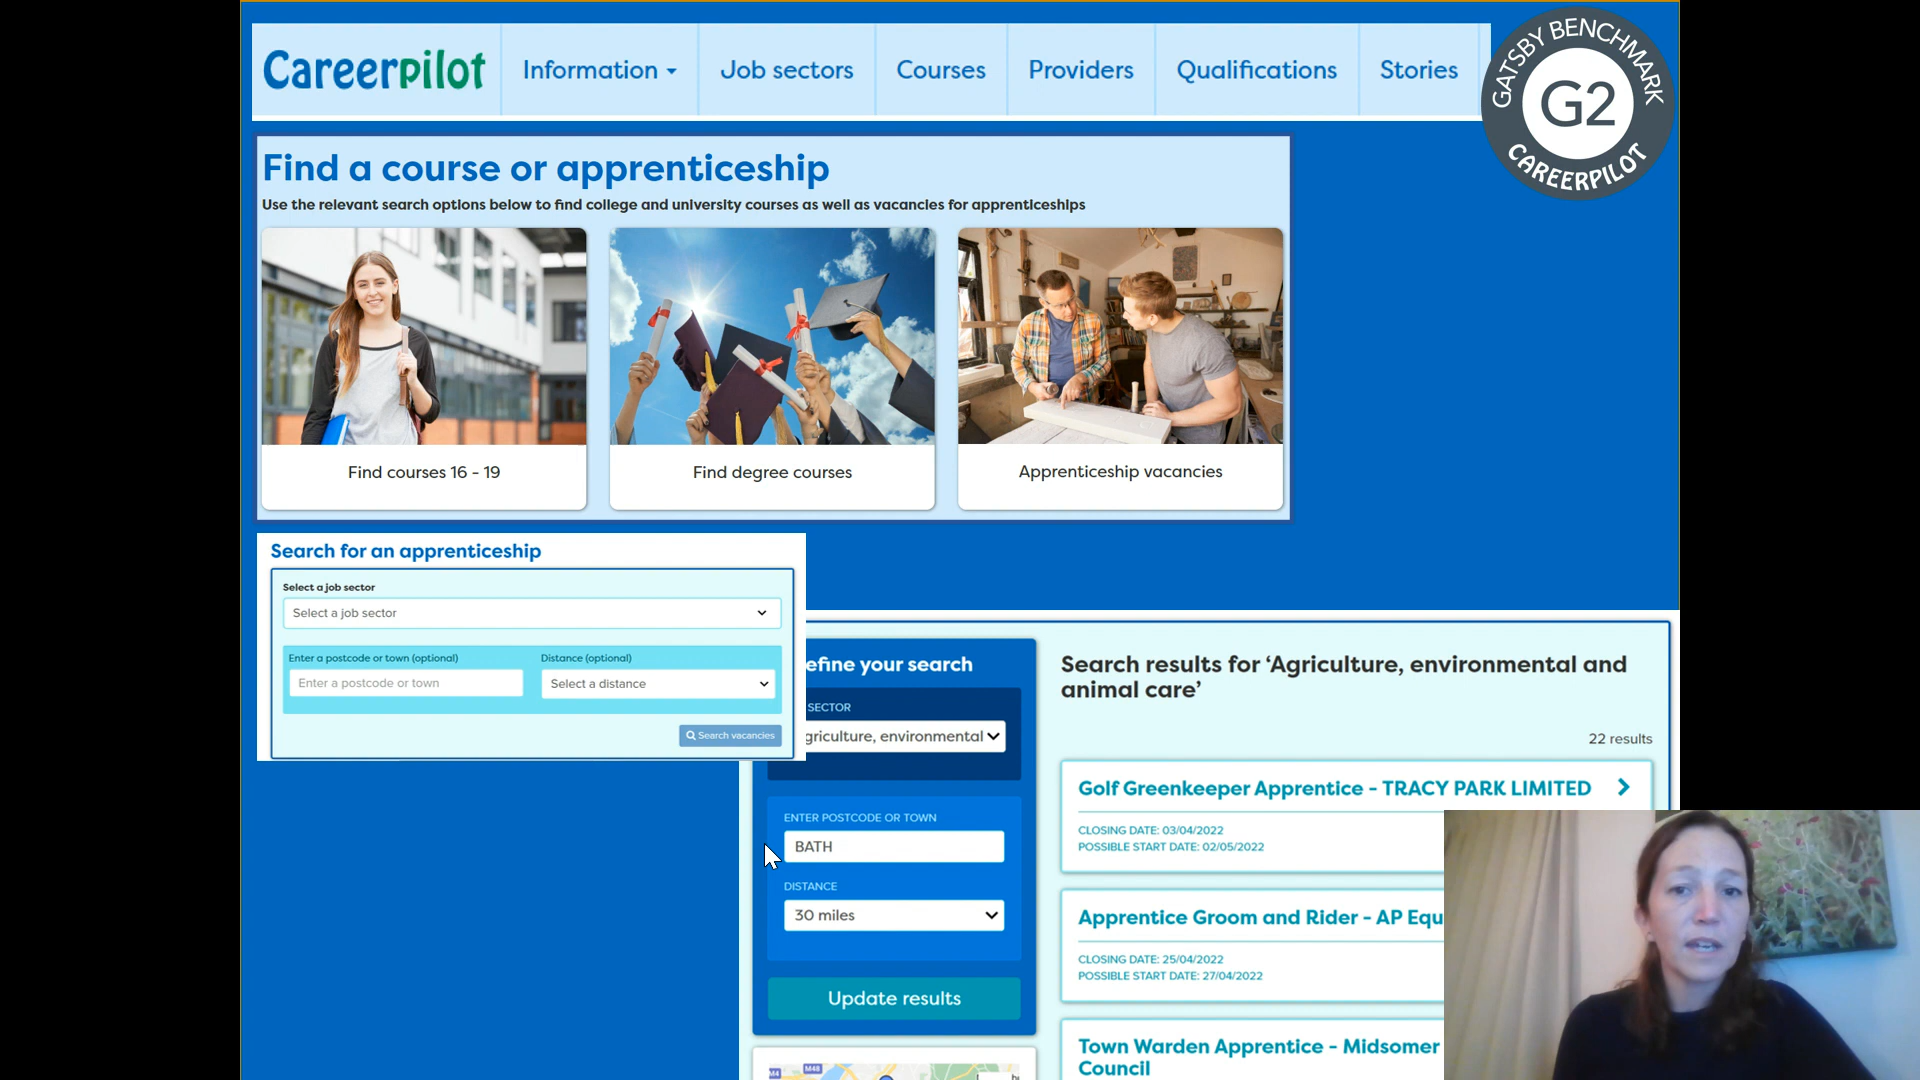 Careerpilot
Information
Job sectors
Courses
Providers
Qualifications
Stories
GATSBY BENCHMARK
G2
CAREERPILOT
Find a course or apprenticeship
Use the relevant search options below to find college and university courses as well as vacancies for apprenticeships
Find courses 16 - 19
Find degree courses
Apprenticeship vacancies
Search for an apprenticeship
Select a job sector
Select a job sector
Enter a postcode or town (optional)
Distance (optional)
Enter a postcode or town
Select a distance
Search vacancies
efine your search
SECTOR
griculture, environmental
ENTER POSTCODE OR TOWN
BATH
DISTANCE
30 miles
Update results
M4
M48
Search results for ‘Agriculture, environmental and
animal care’
22 results
Golf Greenkeeper Apprentice - TRACY PARK LIMITED
CLOSING DATE: 03/04/2022
POSSIBLE START DATE: 02/05/2022
Apprentice Groom and Rider - AP Equ
CLOSING DATE: 25/04/2022
POSSIBLE START DATE: 27/04/2022
Town Warden Apprentice - Midsomer
Council